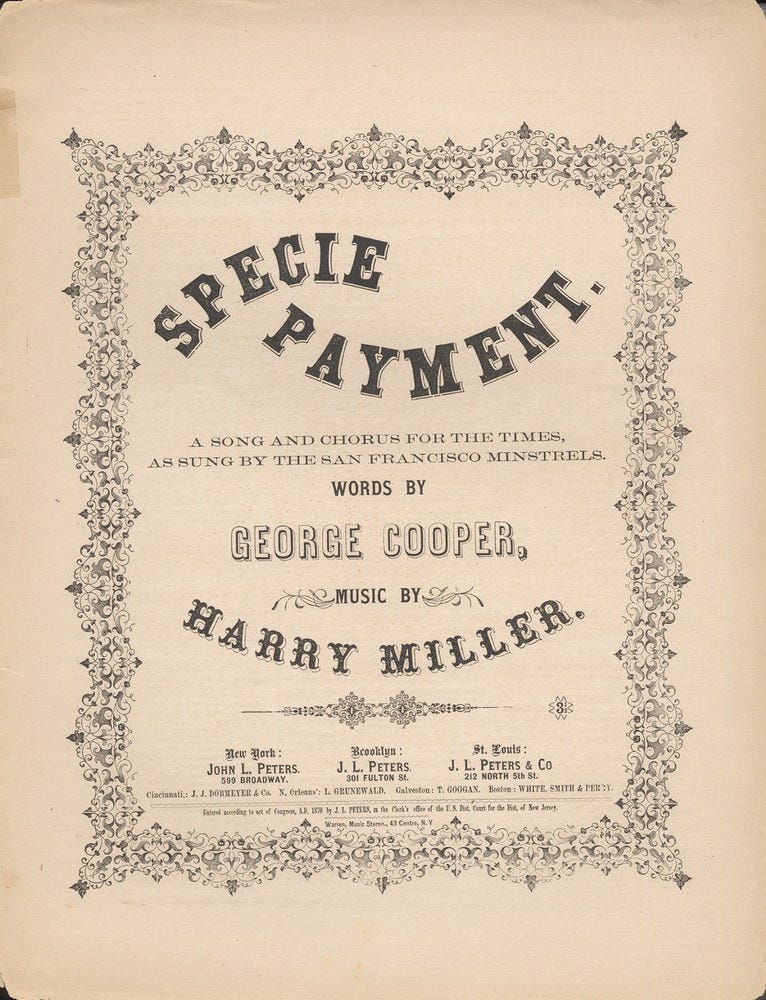 SPECIE
PAYMENT.
A SONG AND CHORUS FOR THE TIMES,
AS SUNG BY THE SAN FRANCISCO MINSTRELS.
WORDS BY
GEORGE COOPER,
MUSIC BY
HARRY MILLER.
3
New York: Brooklyn: St. Louis:
JOHN L. PETERS. J. L. PETERS. J. L. PETERS & CO
599 BROADWAY. 301 FULTON St. 212 NORTH 5th St.
Cincinnati,: J. J. DOBMEYER & Co. N. Orleans': L. GRUNEWALD. Galveston: T. GOGGAN. Boston: WHITE, SMITH & PERRY.
Entered according to act of Congress, A.D. 1870 by J. L. PETERS, in the Clerk's office of the U. S. Dist. Court for the Dist, of New Jersey.
Warren, Music Stereo., 43 Centre, N. Y